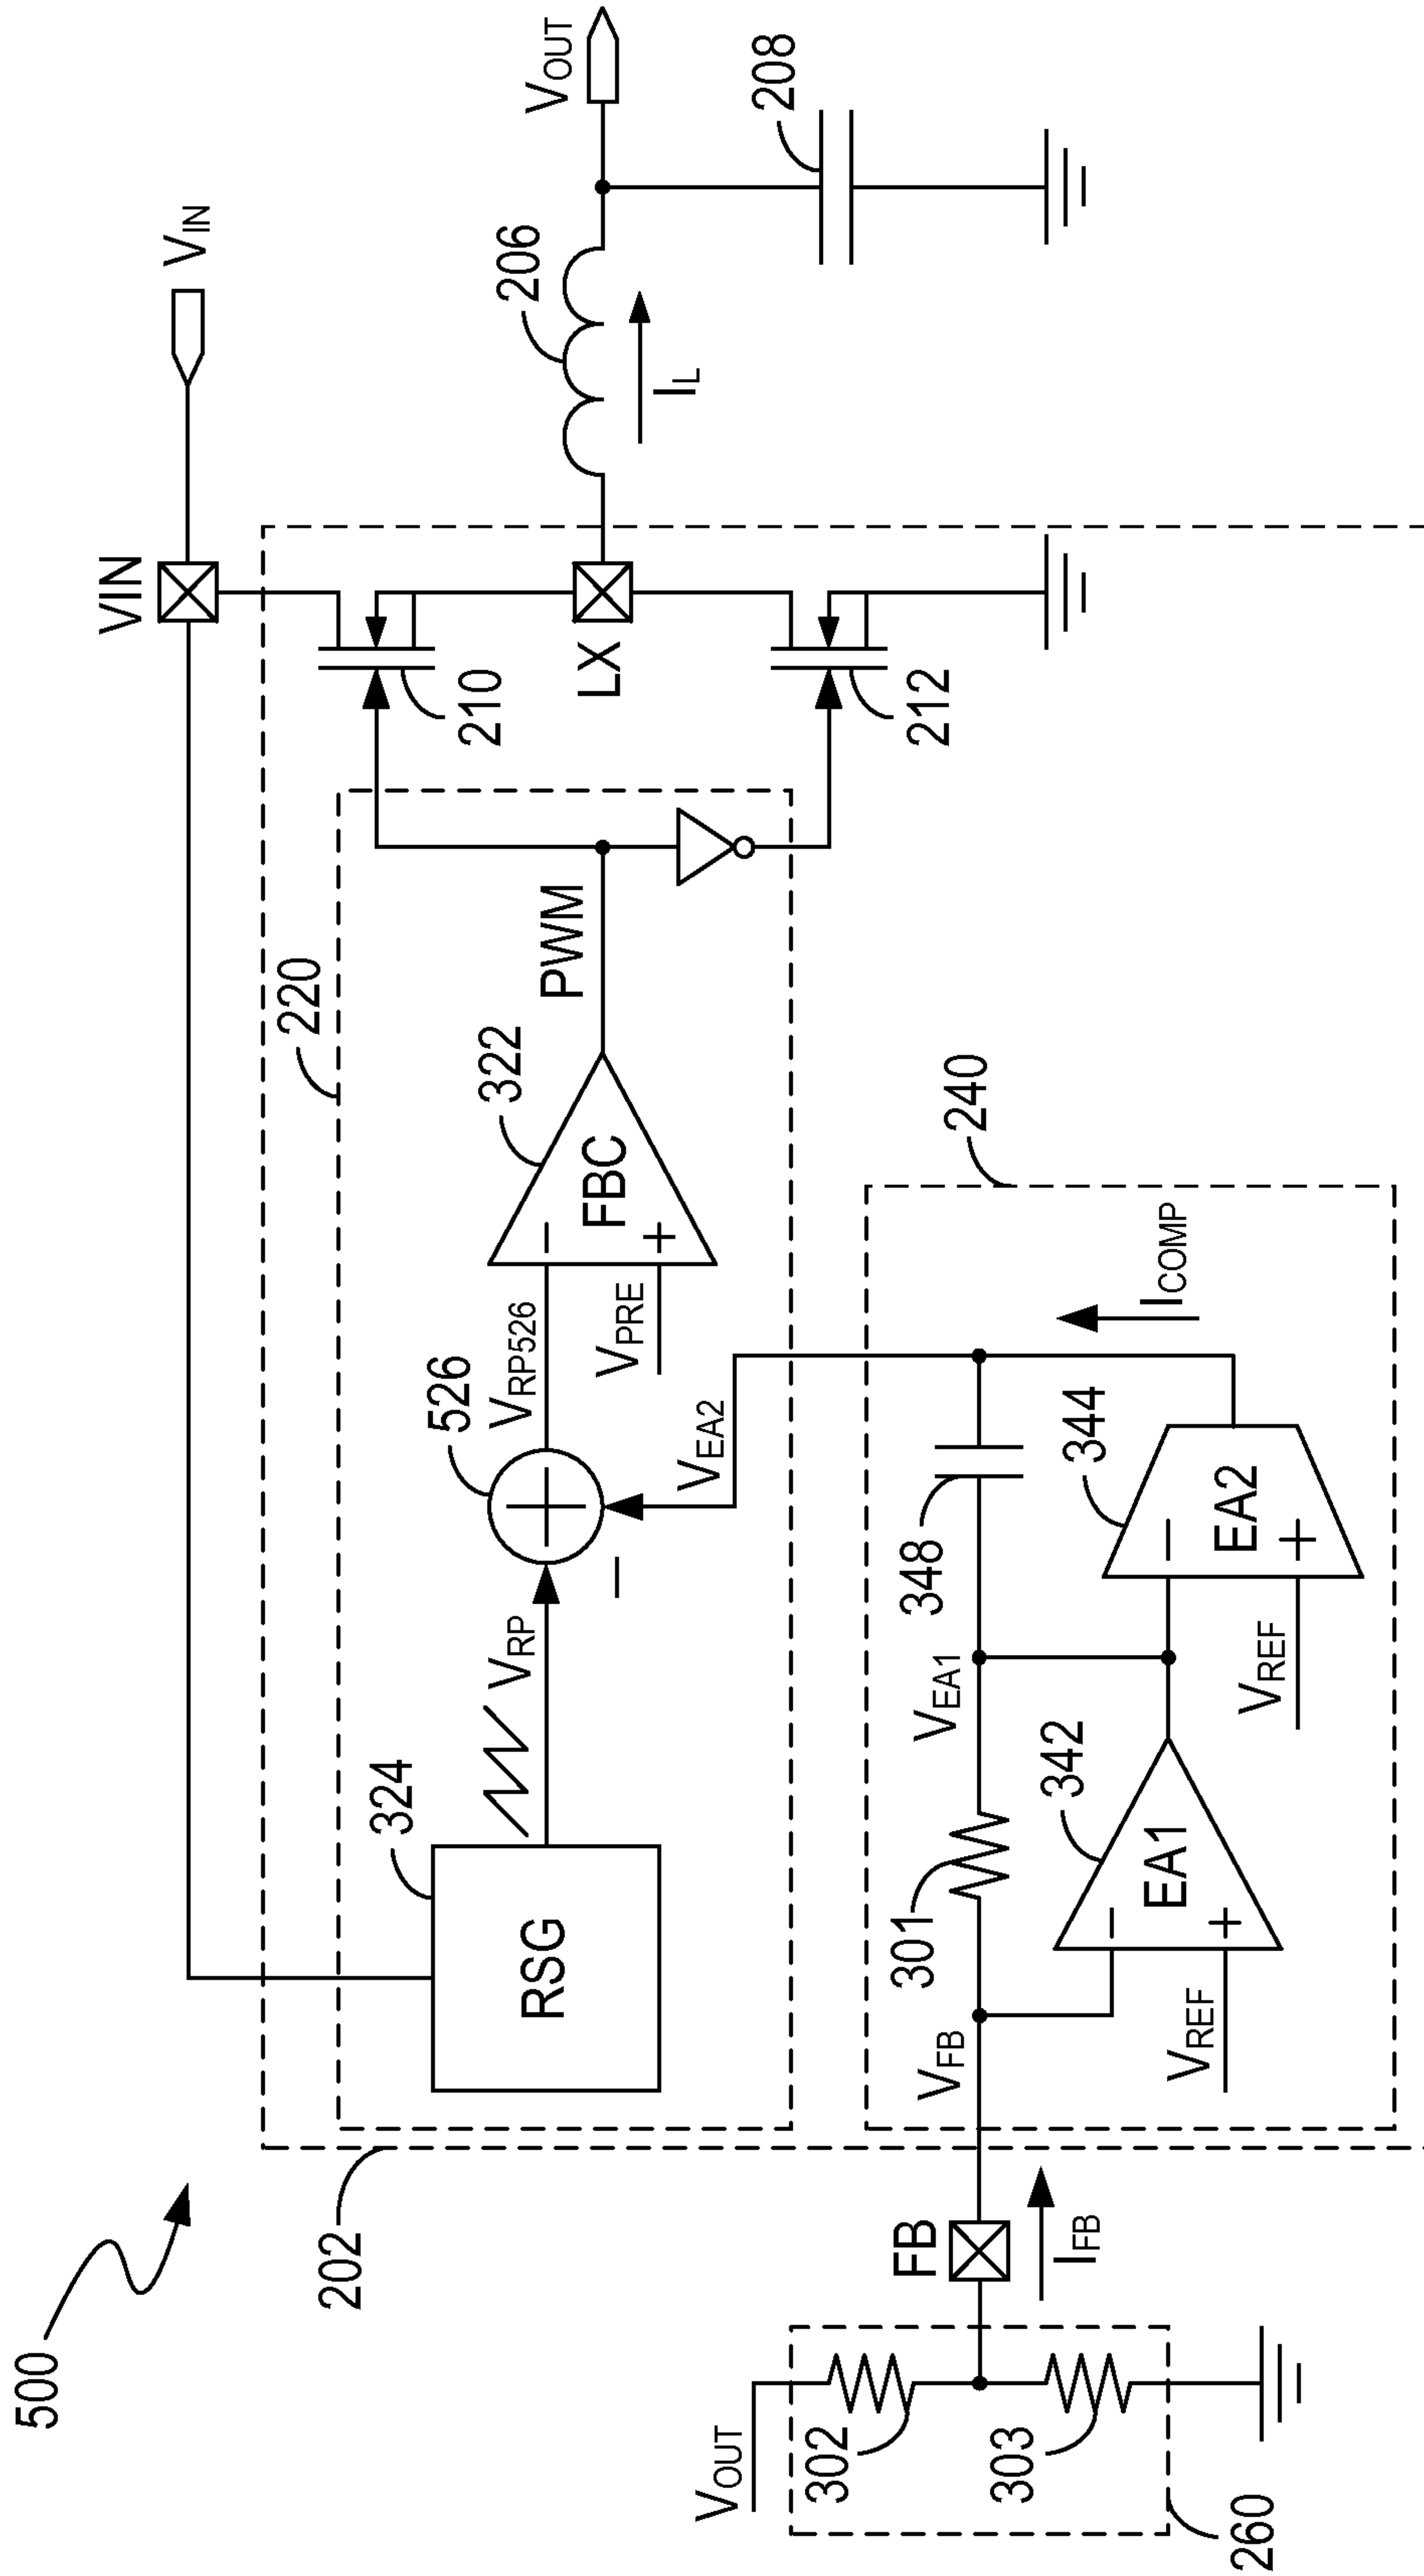 500
202
220
V_IN
VIN
324
RSG
V_RP
526
V_RP526
−
322
FBC
−
+
V_PRE
PWM
210
LX
212
206
I_L
V_OUT
208
V_EA2
240
V_OUT
302
303
260
FB
I_FB
V_FB
301
V_EA1
348
342
EA1
−
+
V_REF
344
EA2
−
+
V_REF
I_COMP